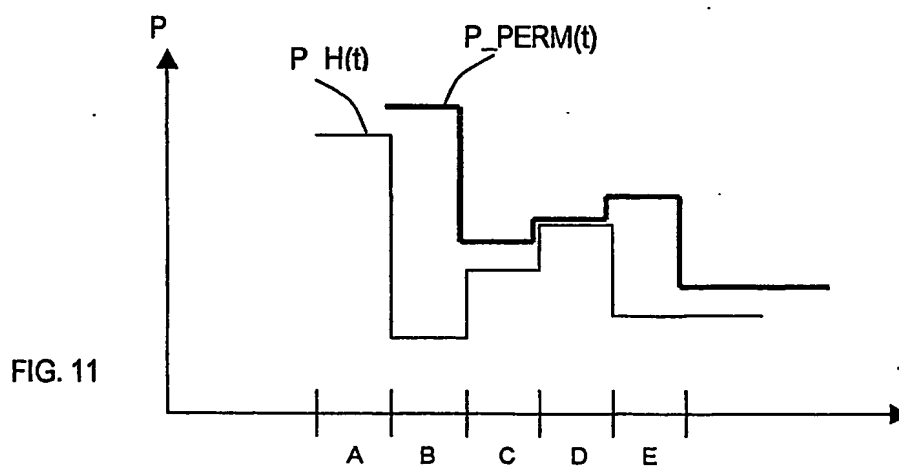 P
P_PERM(t)
P H(t)
FIG. 11
A B C D E